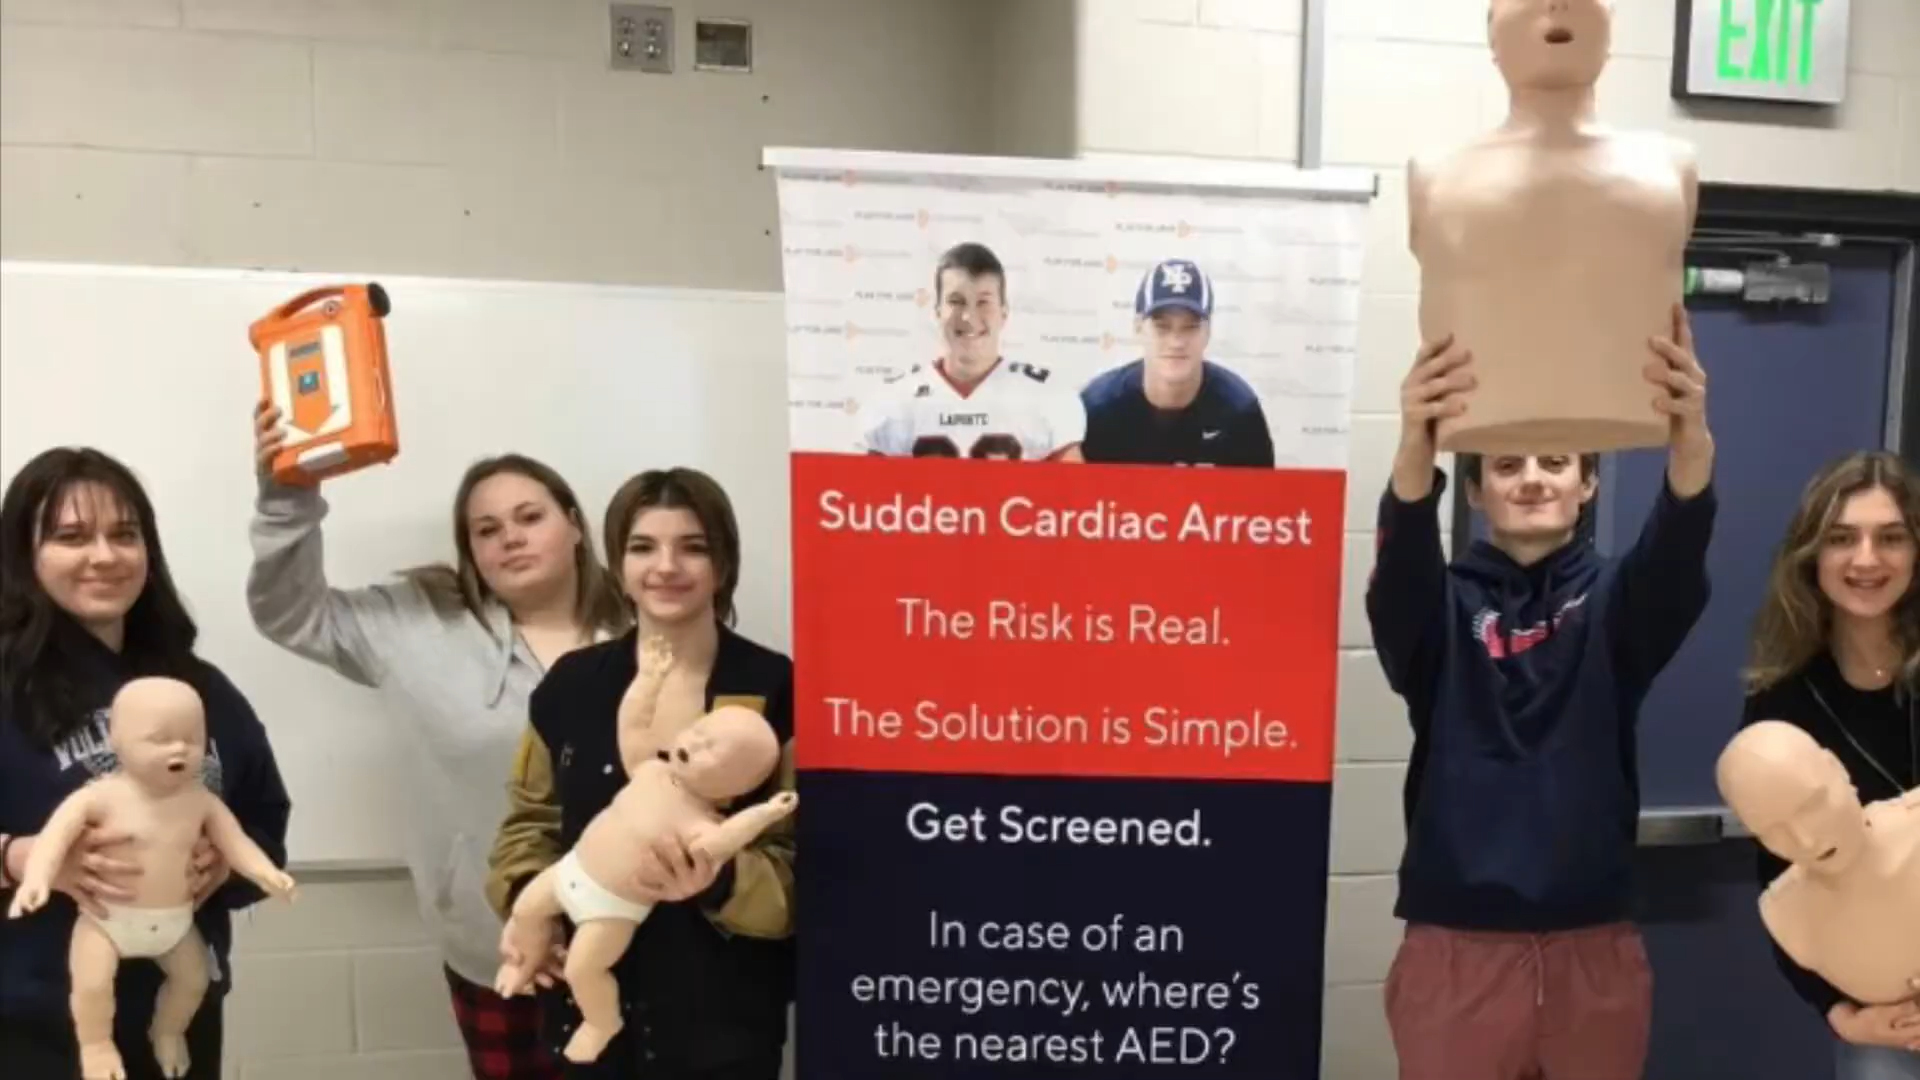 EXIT
NP
LAPORTE
Sudden Cardiac Arrest
The Risk is Real.
The Solution is Simple.
Get Screened.
In case of an
emergency, where's
the nearest AED?